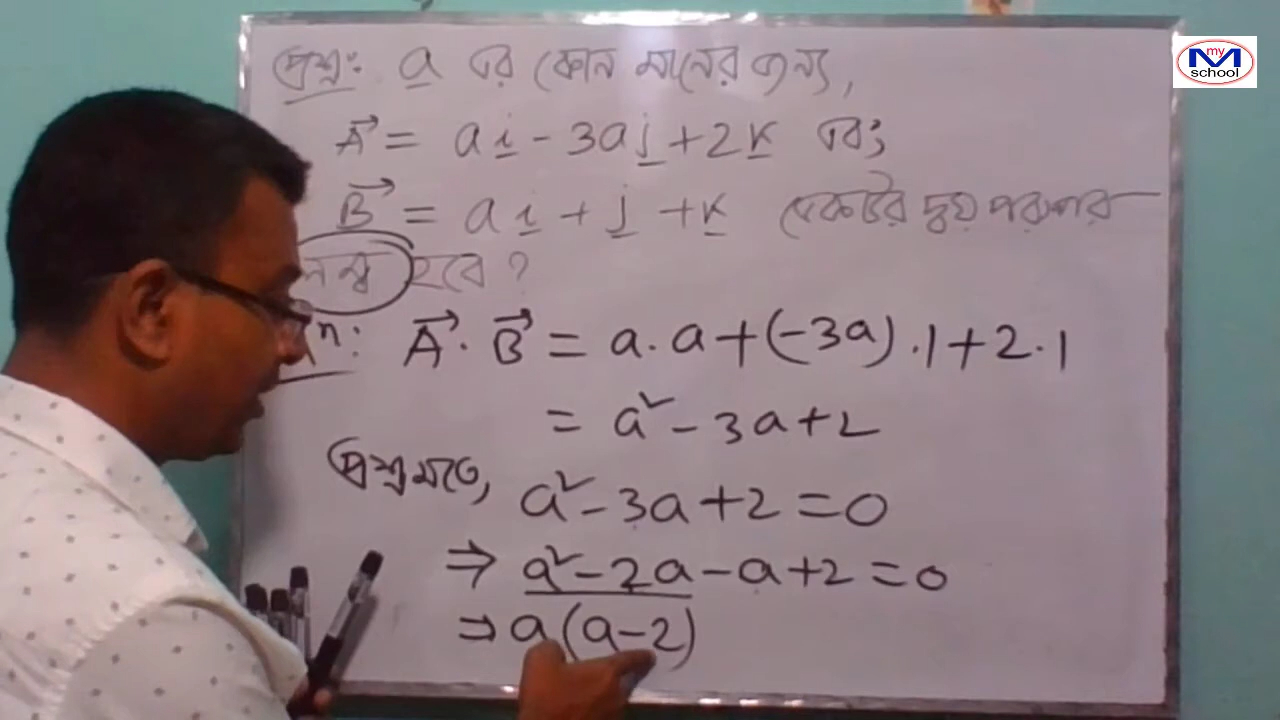 প্রশ্ন: a এর কোন মানের জন্য,
my
M
school
A⃗ = ai - 3aj + 2k এবং
B⃗ = ai + j + k ভেক্টর দ্বয় পরস্পর
লম্ব হবে ?
n: A⃗ · B⃗ = a.a + (-3a).1 + 2.1
= a² - 3a + 2
প্রশ্নমতে, a² - 3a + 2 = 0
⇒ a² - 2a - a + 2 = 0
⇒ a(a-2)